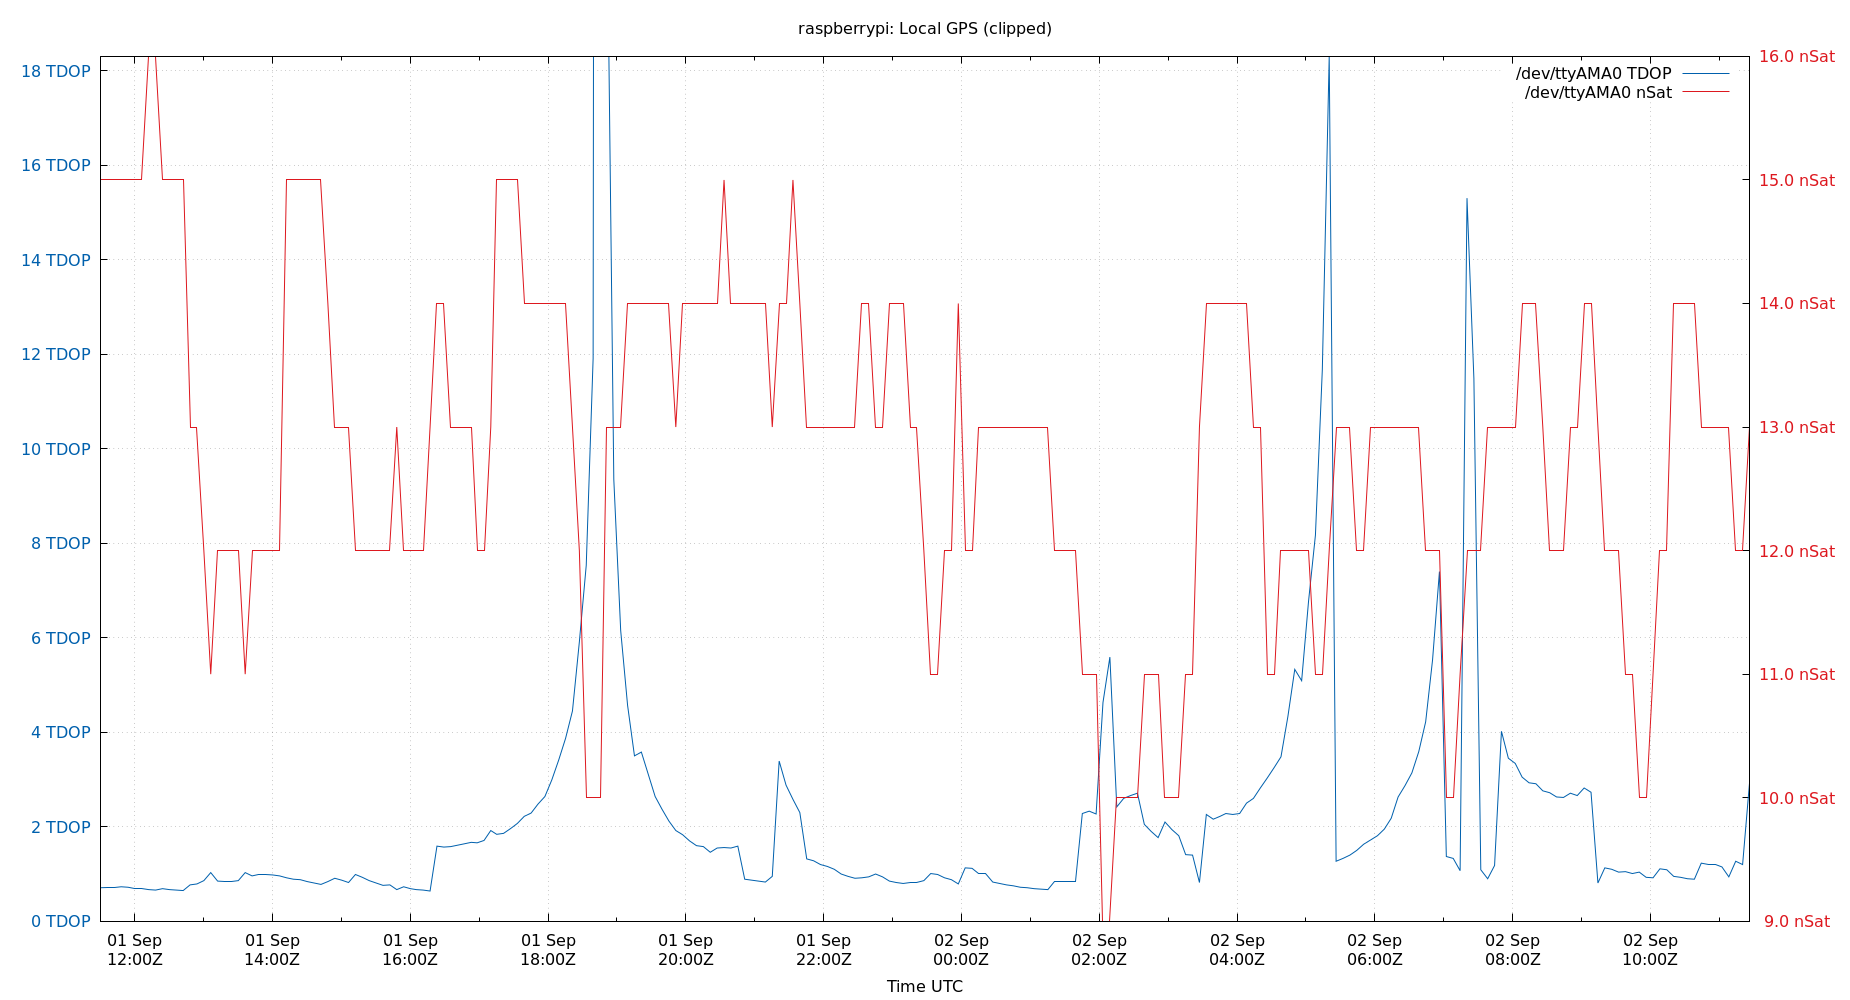 raspberrypi: Local GPS (clipped)
/dev/ttyAMA0 TDOP
/dev/ttyAMA0 nSat
18 TDOP
16 TDOP
14 TDOP
12 TDOP
10 TDOP
8 TDOP
6 TDOP
4 TDOP
2 TDOP
0 TDOP
16.0 nSat
15.0 nSat
14.0 nSat
13.0 nSat
12.0 nSat
11.0 nSat
10.0 nSat
9.0 nSat
01 Sep 01 Sep 01 Sep 01 Sep 01 Sep 01 Sep 02 Sep 02 Sep 02 Sep 02 Sep 02 Sep 02 Sep
12:00Z 14:00Z 16:00Z 18:00Z 20:00Z 22:00Z 00:00Z 02:00Z 04:00Z 06:00Z 08:00Z 10:00Z
Time UTC